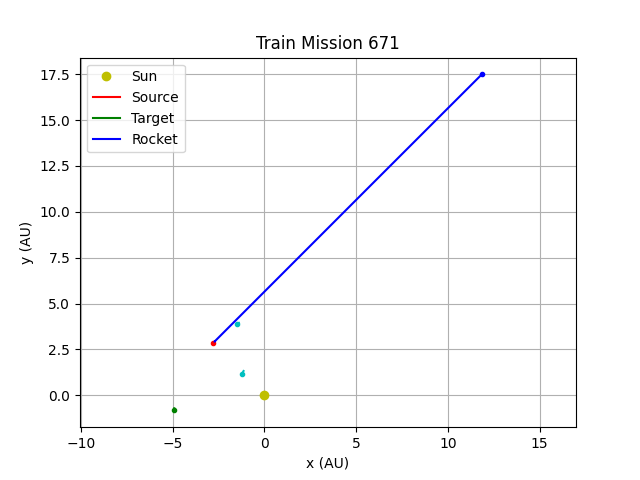 Train Mission 671
Sun
Source
Target
Rocket
17.5
15.0
12.5
10.0
7.5
5.0
2.5
0.0
y (AU)
−10 −5 0 5 10 15
x (AU)